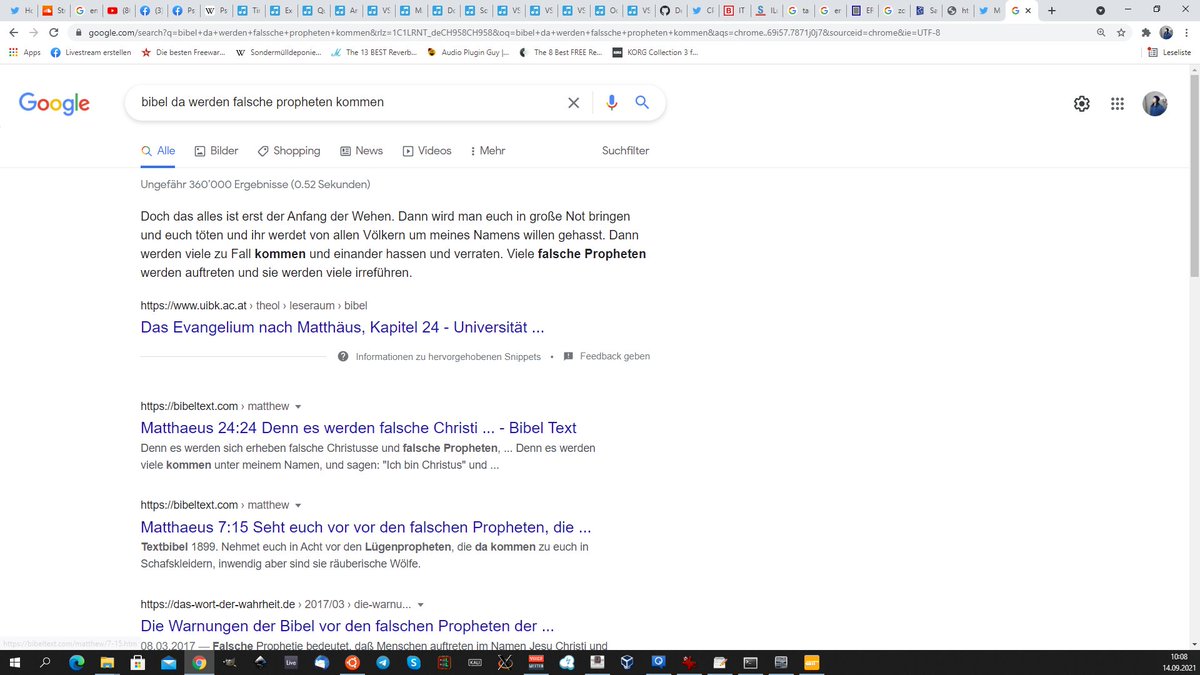 Hc
St
G en
(8
(3)
Ps
W Ps
Tit
Ex
Qu
Ar
VS
M
Do
Sc
VS
VS
VS
Oc
VS
Do
Cl
IT
ILi
G ta
G er
EF
G zc
Sa
ht
M
google.com/search?q=bibel+da+werden+falssche+propheten+kommen&rlz=1C1LRNT_deCH958CH958&oq=bibel+da+werden+falssche+propheten+kommen&aqs=chrome..69i57.7871j0j7&sourceid=chrome&ie=UTF-8
Apps
Livestream erstellen
Die besten Freewar...
Sondermülldeponie...
The 13 BEST Reverb...
Audio Plugin Guy |...
The 8 Best FREE Re...
KORG Collection 3 f...
Leseliste
Google
bibel da werden falsche propheten kommen
Alle
Bilder
Shopping
News
Videos
Mehr
Suchfilter
Ungefähr 360’000 Ergebnisse (0.52 Sekunden)
Doch das alles ist erst der Anfang der Wehen. Dann wird man euch in große Not bringen
und euch töten und ihr werdet von allen Völkern um meines Namens willen gehasst. Dann
werden viele zu Fall kommen und einander hassen und verraten. Viele falsche Propheten
werden auftreten und sie werden viele irreführen.
https://www.uibk.ac.at › theol › leseraum › bibel
Das Evangelium nach Matthäus, Kapitel 24 - Universität ...
Informationen zu hervorgehobenen Snippets • Feedback geben
https://bibeltext.com › matthew
Matthaeus 24:24 Denn es werden falsche Christi ... - Bibel Text
Denn es werden sich erheben falsche Christusse und falsche Propheten, ... Denn es werden
viele kommen unter meinem Namen, und sagen: "Ich bin Christus" und ...
https://bibeltext.com › matthew
Matthaeus 7:15 Seht euch vor vor den falschen Propheten, die ...
Textbibel 1899. Nehmet euch in Acht vor den Lügenpropheten, die da kommen zu euch in
Schafskleidern, inwendig aber sind sie räuberische Wölfe.
https://das-wort-der-wahrheit.de › 2017/03 › die-warnu...
Die Warnungen der Bibel vor den falschen Propheten der ...
08.03.2017 — Falsche Prophetie bedeutet, daß Menschen auftreten im Namen Jesu Christi und
https://bibeltext.com/matthew/7-15.htm
Live
KALI
10:08
14.09.2021